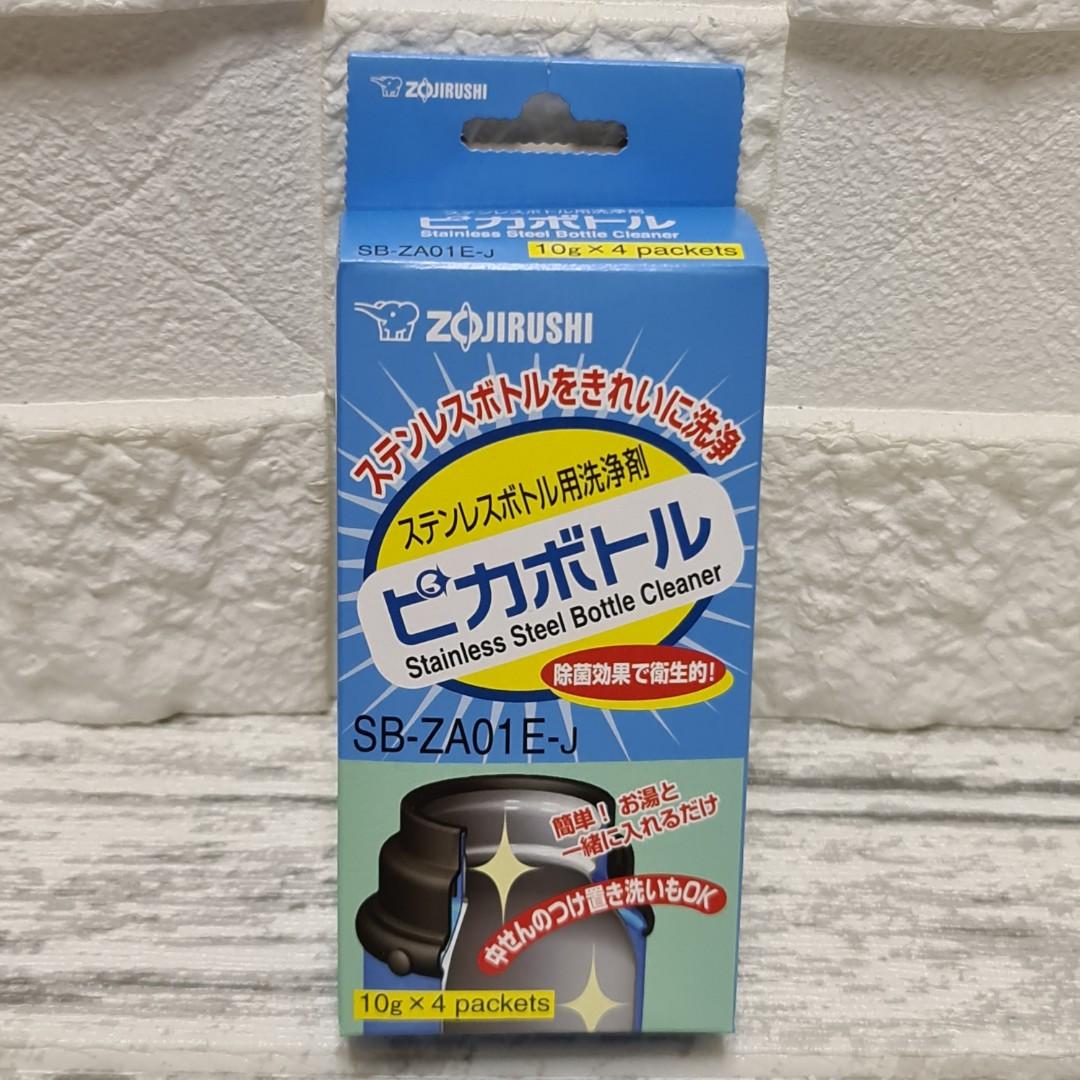 ZOJIRUSHI
ステンレスボトル用洗浄剤
ピカボトル
Stainless Steel Bottle Cleaner
SB-ZA01E-J 10g×4 packets
ZOJIRUSHI
ステンレスボトルをきれいに洗浄
ステンレスボトル用洗浄剤
ピカボトル
Stainless Steel Bottle Cleaner
除菌効果で衛生的!
SB-ZA01E-J
簡単! お湯と
一緒に入れるだけ
中せんのつけ置き洗いもOK
10g×4 packets